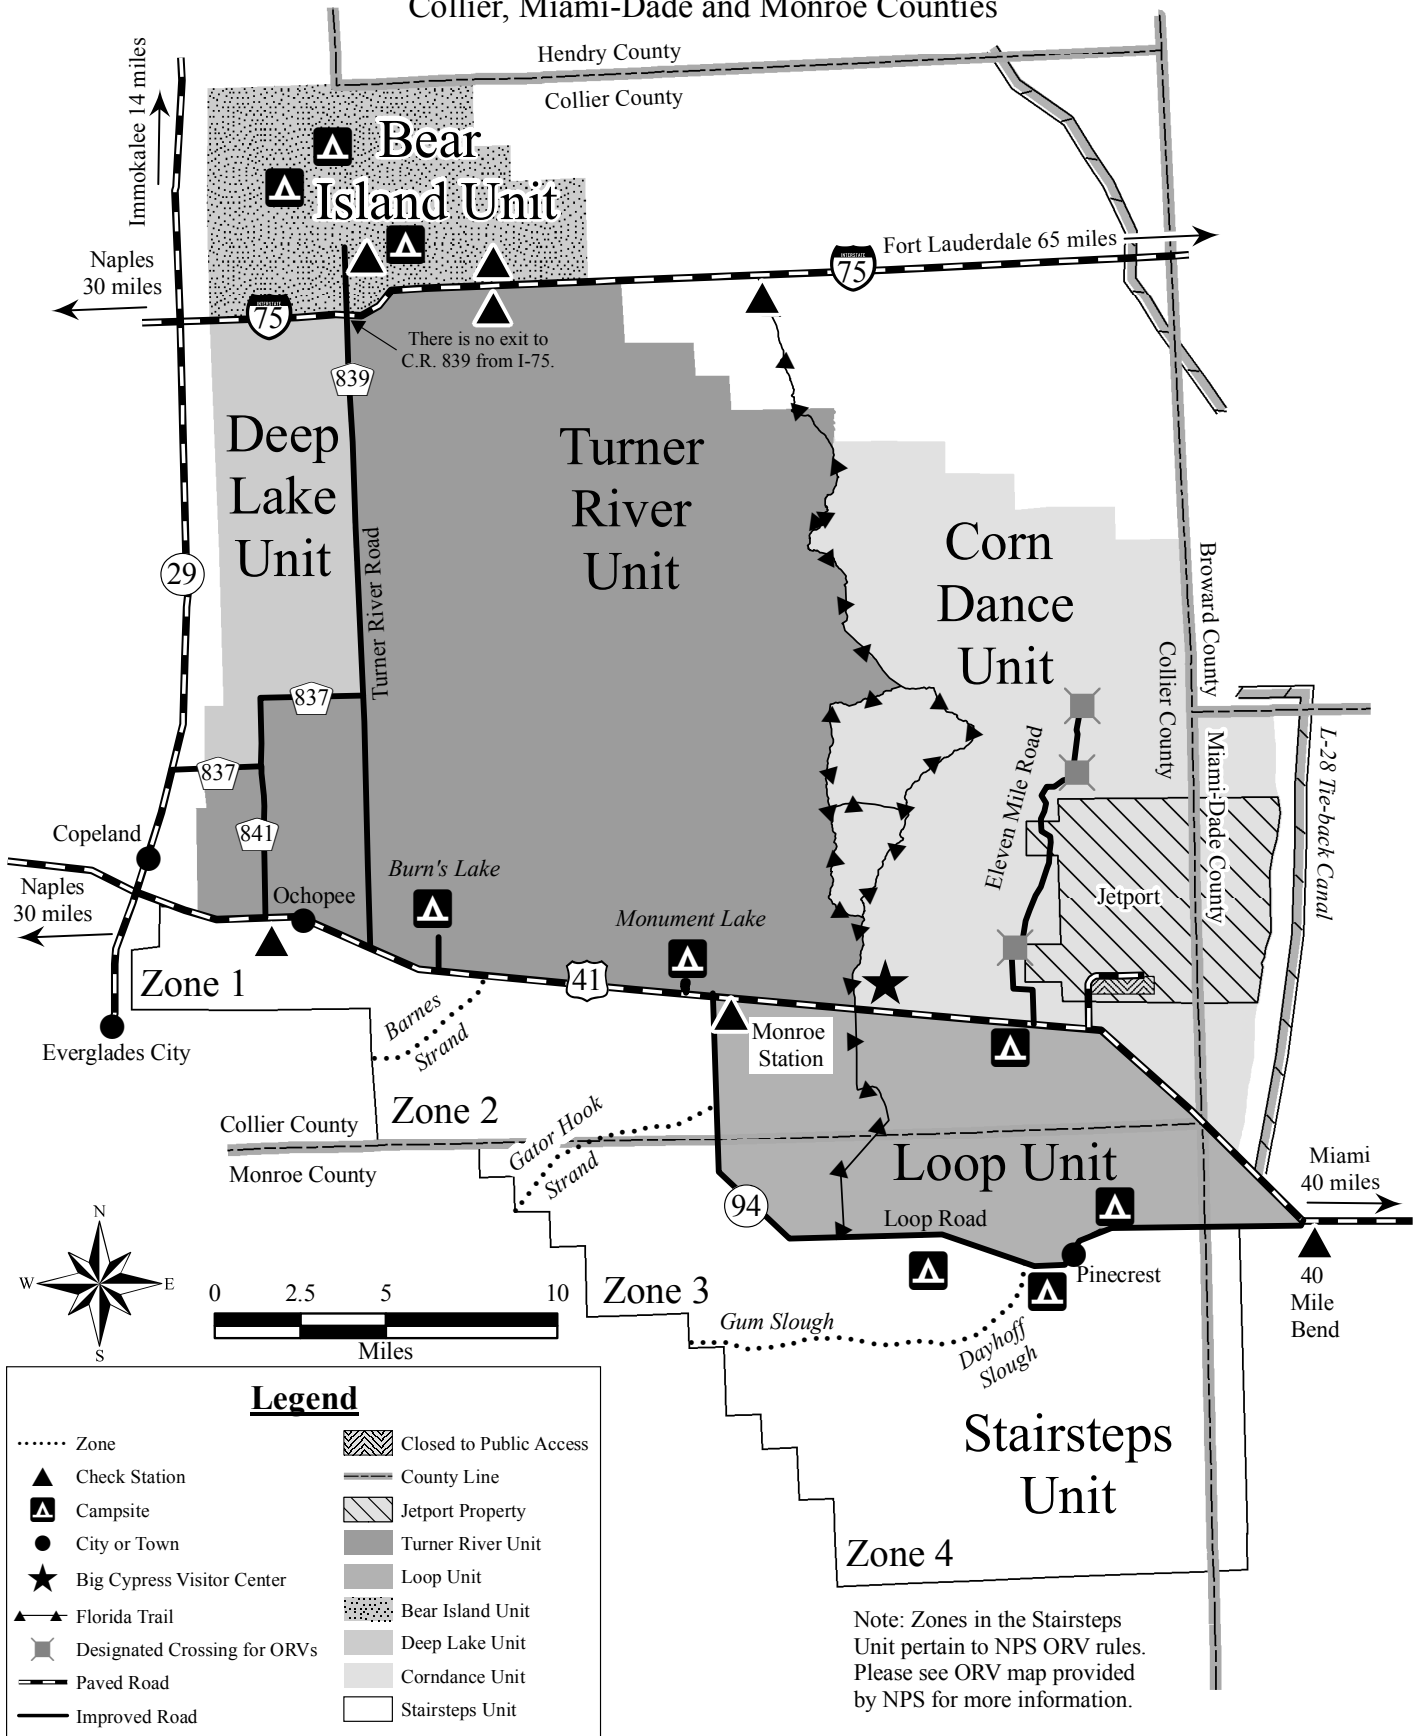 Collier, Miami-Dade and Monroe Counties
Hendry County
Collier County
Immokalee 14 miles
Bear
Island Unit
Naples
30 miles
Fort Lauderdale 65 miles
INTERSTATE
75
INTERSTATE
75
There is no exit to
C.R. 839 from I-75.
839
Deep
Lake
Unit
Turner
River
Unit
Corn
Dance
Unit
29
Turner River Road
Broward County
Collier County
837
837
841
Miami-Dade County
L-28 Tie-back Canal
Eleven Mile Road
Jetport
Copeland
Naples
30 miles
Ochopee
Burn's Lake
Monument Lake
41
Zone 1
Barnes
Strand
Monroe
Station
Everglades City
Zone 2
Collier County
Monroe County
Gator Hook
Strand
Loop Unit
Miami
40 miles
94
Loop Road
Pinecrest
40
Mile
Bend
N
W
E
S
0
2.5
5
10
Miles
Zone 3
Gum Slough
Dayhoff
Slough
Stairsteps
Unit
Zone 4
Legend
Zone
Check Station
Campsite
City or Town
Big Cypress Visitor Center
Florida Trail
Designated Crossing for ORVs
Paved Road
Improved Road
Closed to Public Access
County Line
Jetport Property
Turner River Unit
Loop Unit
Bear Island Unit
Deep Lake Unit
Corndance Unit
Stairsteps Unit
Note: Zones in the Stairsteps
Unit pertain to NPS ORV rules.
Please see ORV map provided
by NPS for more information.